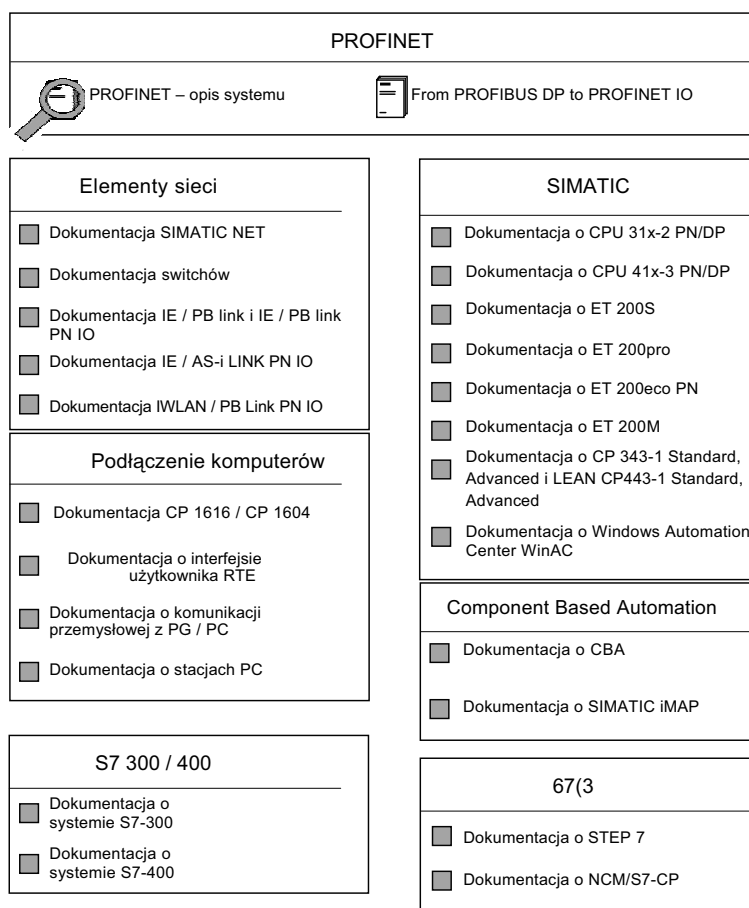 PROFINET
PROFINET – opis systemu
From PROFIBUS DP to PROFINET IO
Elementy sieci
Dokumentacja SIMATIC NET
Dokumentacja switchów
Dokumentacja IE / PB link i IE / PB link
PN IO
Dokumentacja IE / AS-i LINK PN IO
Dokumentacja IWLAN / PB Link PN IO
Podłączenie komputerów
Dokumentacja CP 1616 / CP 1604
Dokumentacja o interfejsie
użytkownika RTE
Dokumentacja o komunikacji
przemysłowej z PG / PC
Dokumentacja o stacjach PC
S7 300 / 400
Dokumentacja o
systemie S7-300
Dokumentacja o
systemie S7-400
SIMATIC
Dokumentacja o CPU 31x-2 PN/DP
Dokumentacja o CPU 41x-3 PN/DP
Dokumentacja o ET 200S
Dokumentacja o ET 200pro
Dokumentacja o ET 200eco PN
Dokumentacja o ET 200M
Dokumentacja o CP 343-1 Standard,
Advanced i LEAN CP443-1 Standard,
Advanced
Dokumentacja o Windows Automation
Center WinAC
Component Based Automation
Dokumentacja o CBA
Dokumentacja o SIMATIC iMAP
67(3
Dokumentacja o STEP 7
Dokumentacja o NCM/S7-CP